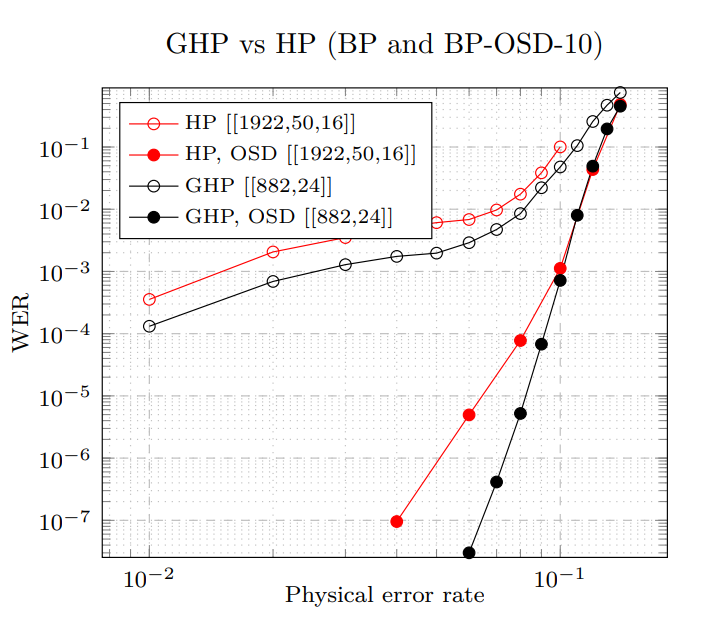 GHP vs HP (BP and BP-OSD-10)
HP [[1922,50,16]]
HP, OSD [[1922,50,16]]
GHP [[882,24]]
GHP, OSD [[882,24]]
WER
10⁻¹
10⁻²
10⁻³
10⁻⁴
10⁻⁵
10⁻⁶
10⁻⁷
10⁻²
10⁻¹
Physical error rate